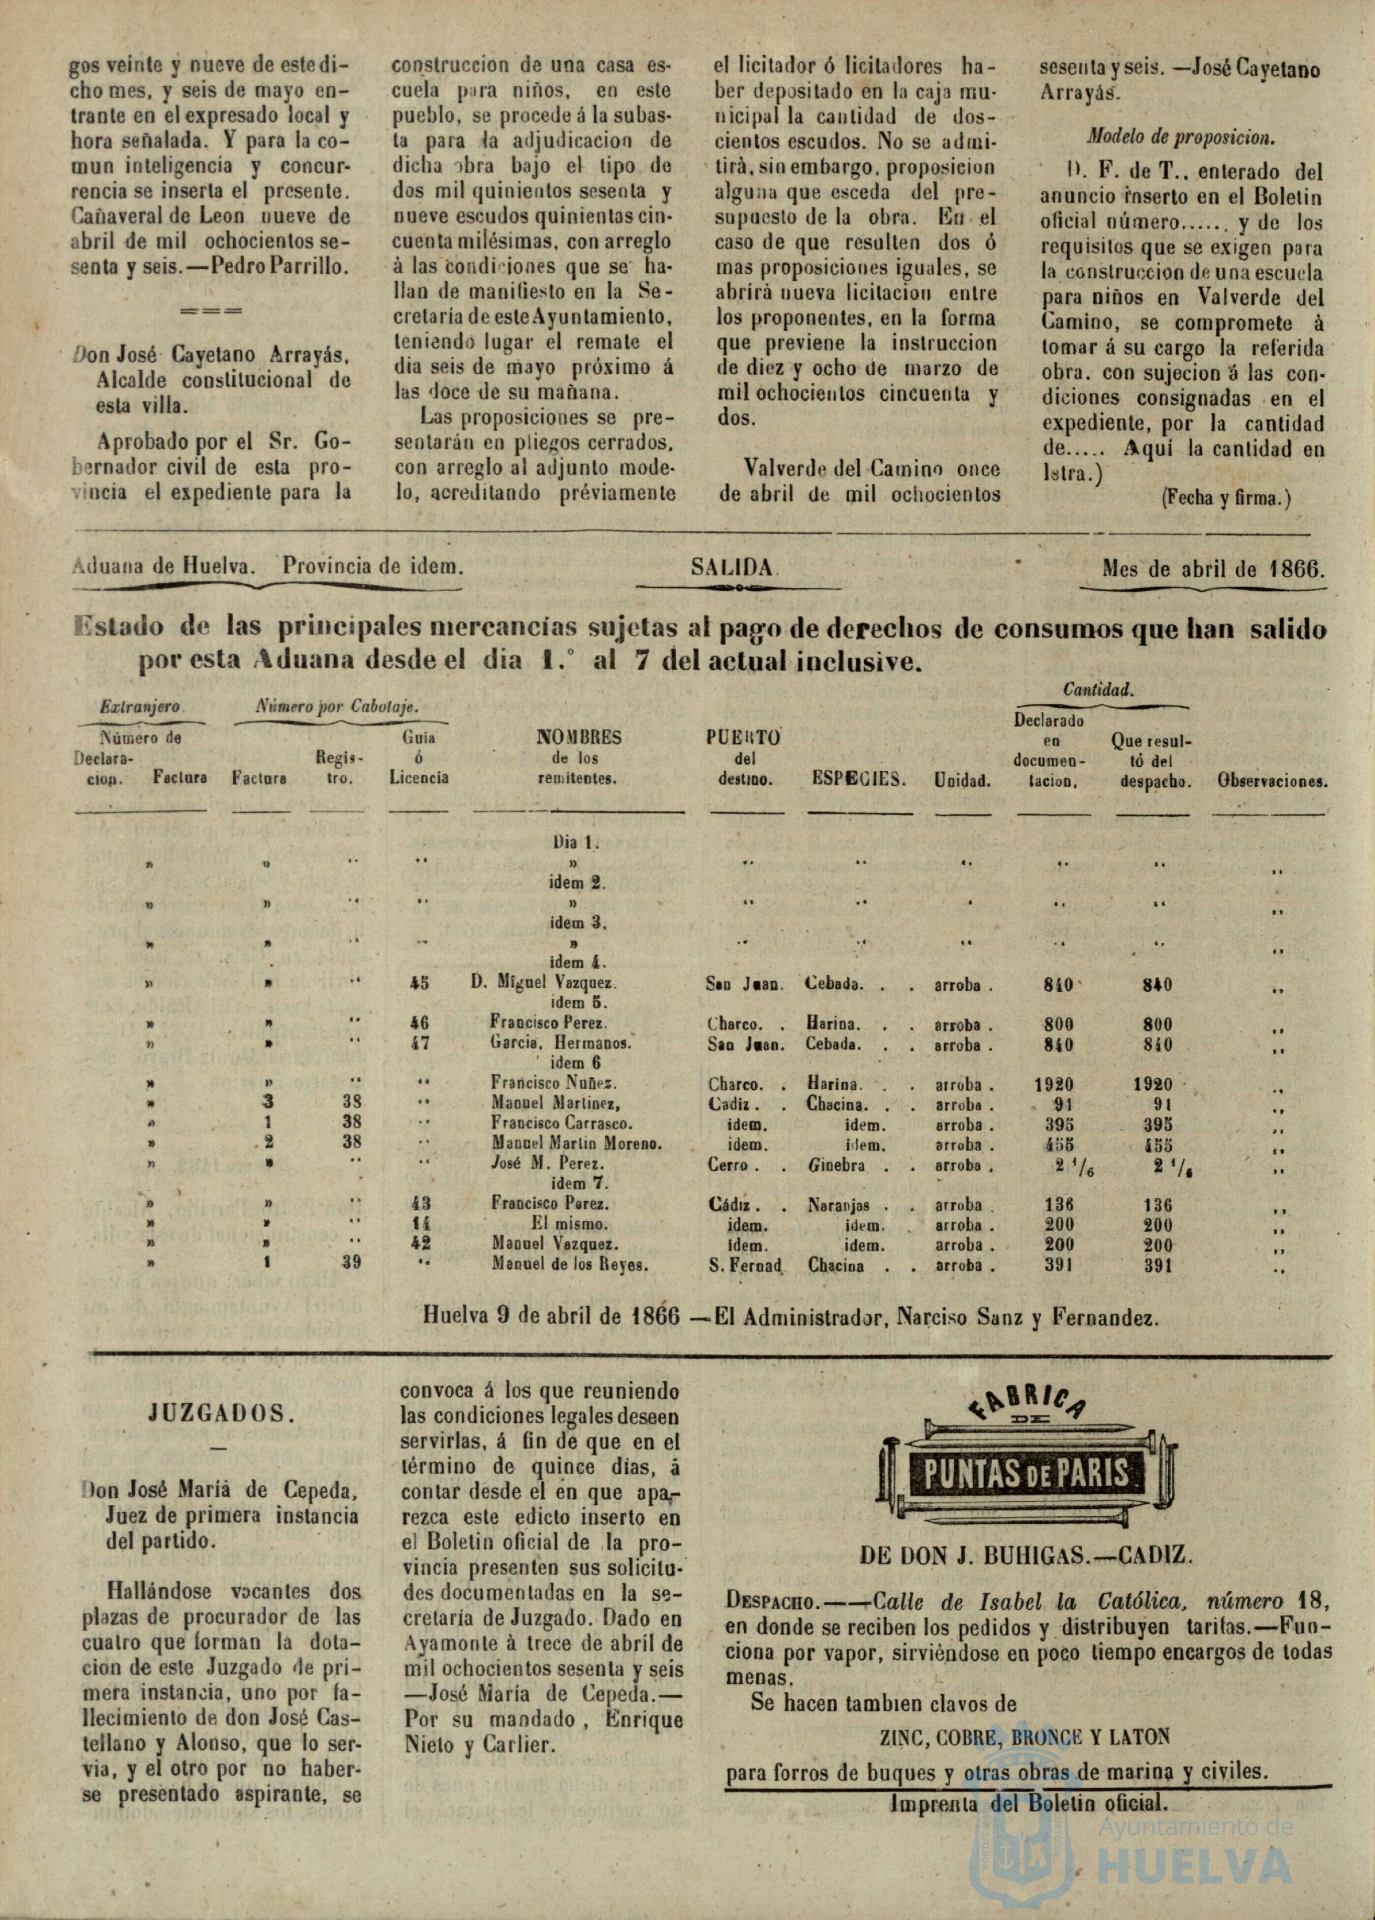 gos veinte y nueve de este di-
cho mes, y seis de mayo en-
trante en el expresado local y
hora señalada. Y para la co-
mun inteligencia y concur-
rencia se inserta el presente.
Cañaveral de Leon nueve de
abril de mil ochocientos se-
senta y seis.—Pedro Parrillo.
Don José Cayetano Arrayás,
Alcalde constitucional de
esta villa.
Aprobado por el Sr. Go-
bernador civil de esta pro-
vincia el expediente para la
construccion de una casa es-
cuela para niños, en este
pueblo, se procede á la subas-
ta para la adjudicacion de
dicha obra bajo el tipo de
dos mil quinientos sesenta y
nueve escudos quinientas cin-
cuenta milésimas, con arreglo
à las condiciones que se ha-
llan de manifiesto en la Se-
cretaría de este Ayuntamiento,
teniendo lugar el remate el
dia seis de mayo próximo á
las doce de su mañana.
Las proposiciones se pre-
sentarán en pliegos cerrados,
con arreglo al adjunto mode-
lo, acreditando préviamente
el licitador ó licitadores ha-
ber depositado en la caja mu-
nicipal la cantidad de dos-
cientos escudos. No se admi-
tirà, sin embargo, proposicion
alguna que esceda del pre-
supuesto de la obra. En el
caso de que resulten dos ó
mas proposiciones iguales, se
abrirà nueva licitacion entre
los proponentes, en la forma
que previene la instruccion
de diez y ocho de marzo de
mil ochocientos cincuenta y
dos.
Valverde del Camino once
de abril de mil ochocientos
sesenta y seis. —José Cayetano
Arrayás.
Modelo de proposicion.
D. F. de T., enterado del
anuncio inserto en el Boletin
oficial número...... y de los
requisitos que se exigen para
la construccion de una escuela
para niños en Valverde del
Camino, se compromete à
tomar á su cargo la referida
obra. con sujecion á las con-
diciones consignadas en el
expediente, por la cantidad
de..... Aquí la cantidad en
letra.)
(Fecha y firma.)
Aduana de Huelva. Provincia de idem. SALIDA. Mes de abril de 1866.
Estado de las principales mercancías sujetas al pago de derechos de consumos que han salido
por esta Aduana desde el dia 1.º al 7 del actual inclusive.
Extranjero. Número por Cabotaje. Cantidad.
Número de Declaracion. Factura Factura Registro. Guia ó Licencia NOMBRES de los remitentes. PUERTO del destino. ESPECIES. Unidad. Declarado en documentacion. Que resultó del despacho. Observaciones.
Dia 1.
» » “ “ » “ “ “ “ “ ,,
idem 2.
» » “ “ » “ “ “ “ “ ,,
idem 3.
» » “ “ » “ “ “ “ “ ,,
idem 4.
» » “ 45 D. Miguel Vazquez. San Juan. Cebada. . . arroba . 840 840 ,,
idem 5.
» » “ 46 Francisco Perez. Charco. . Harina. . . arroba . 800 800 ,,
» » “ 47 Garcia, Hermanos. San Juan. Cebada. . . arroba . 840 840 ,,
idem 6
» » “ “ Francisco Nuñez. Charco. . Harina. . . arroba . 1920 1920 ,,
» 3 38 “ Manuel Martinez, Cadiz . . Chacina. . . arroba . 91 91 ,,
» 1 38 “ Francisco Carrasco. idem. idem. arroba . 395 395 ,,
» 2 38 “ Manuel Martin Moreno. idem. idem. arroba . 455 455 ,,
» » “ “ José M. Perez. Cerro . . Ginebra . . arroba . 2 1/6 2 1/6 ,,
idem 7.
» » “ 43 Francisco Perez. Cádiz . . Naranjas . . arroba . 136 136 ,,
» » “ 14 El mismo. idem. idem. arroba . 200 200 ,,
» » “ 42 Manuel Vazquez. idem. idem. arroba . 200 200 ,,
» 1 39 “ Manuel de los Reyes. S. Fernad Chacina . . arroba . 391 391 ,,
Huelva 9 de abril de 1866 —El Administrador, Narciso Sanz y Fernandez.
JUZGADOS.
Don José María de Cepeda,
Juez de primera instancia
del partido.
Hallándose vacantes dos
plazas de procurador de las
cuatro que forman la dota-
cion de este Juzgado de pri-
mera instancia, uno por fa-
llecimiento de don José Cas-
tellano y Alonso, que lo ser-
via, y el otro por no haber-
se presentado aspirante, se
convoca á los que reuniendo
las condiciones legales deseen
servirlas, á fin de que en el
término de quince dias, á
contar desde el en que apa-
rezca este edicto inserto en
el Boletin oficial de la pro-
vincia presenten sus solicitu-
des documentadas en la se-
cretaría de Juzgado. Dado en
Ayamonte à trece de abril de
mil ochocientos sesenta y seis
—José María de Cepeda.—
Por su mandado, Enrique
Nieto y Carlier.
FABRICA
DE
PUNTAS DE PARIS
DE DON J. BUHIGAS.—CADIZ.
DESPACHO.——Calle de Isabel la Católica, número 18,
en donde se reciben los pedidos y distribuyen tarifas.—Fun-
ciona por vapor, sirviéndose en poco tiempo encargos de todas
menas.
Se hacen tambien clavos de
ZINC, COBRE, BRONCE Y LATON
para forros de buques y otras obras de marina y civiles.
Imprenta del Boletin oficial.
Ayuntamiento de
HUELVA